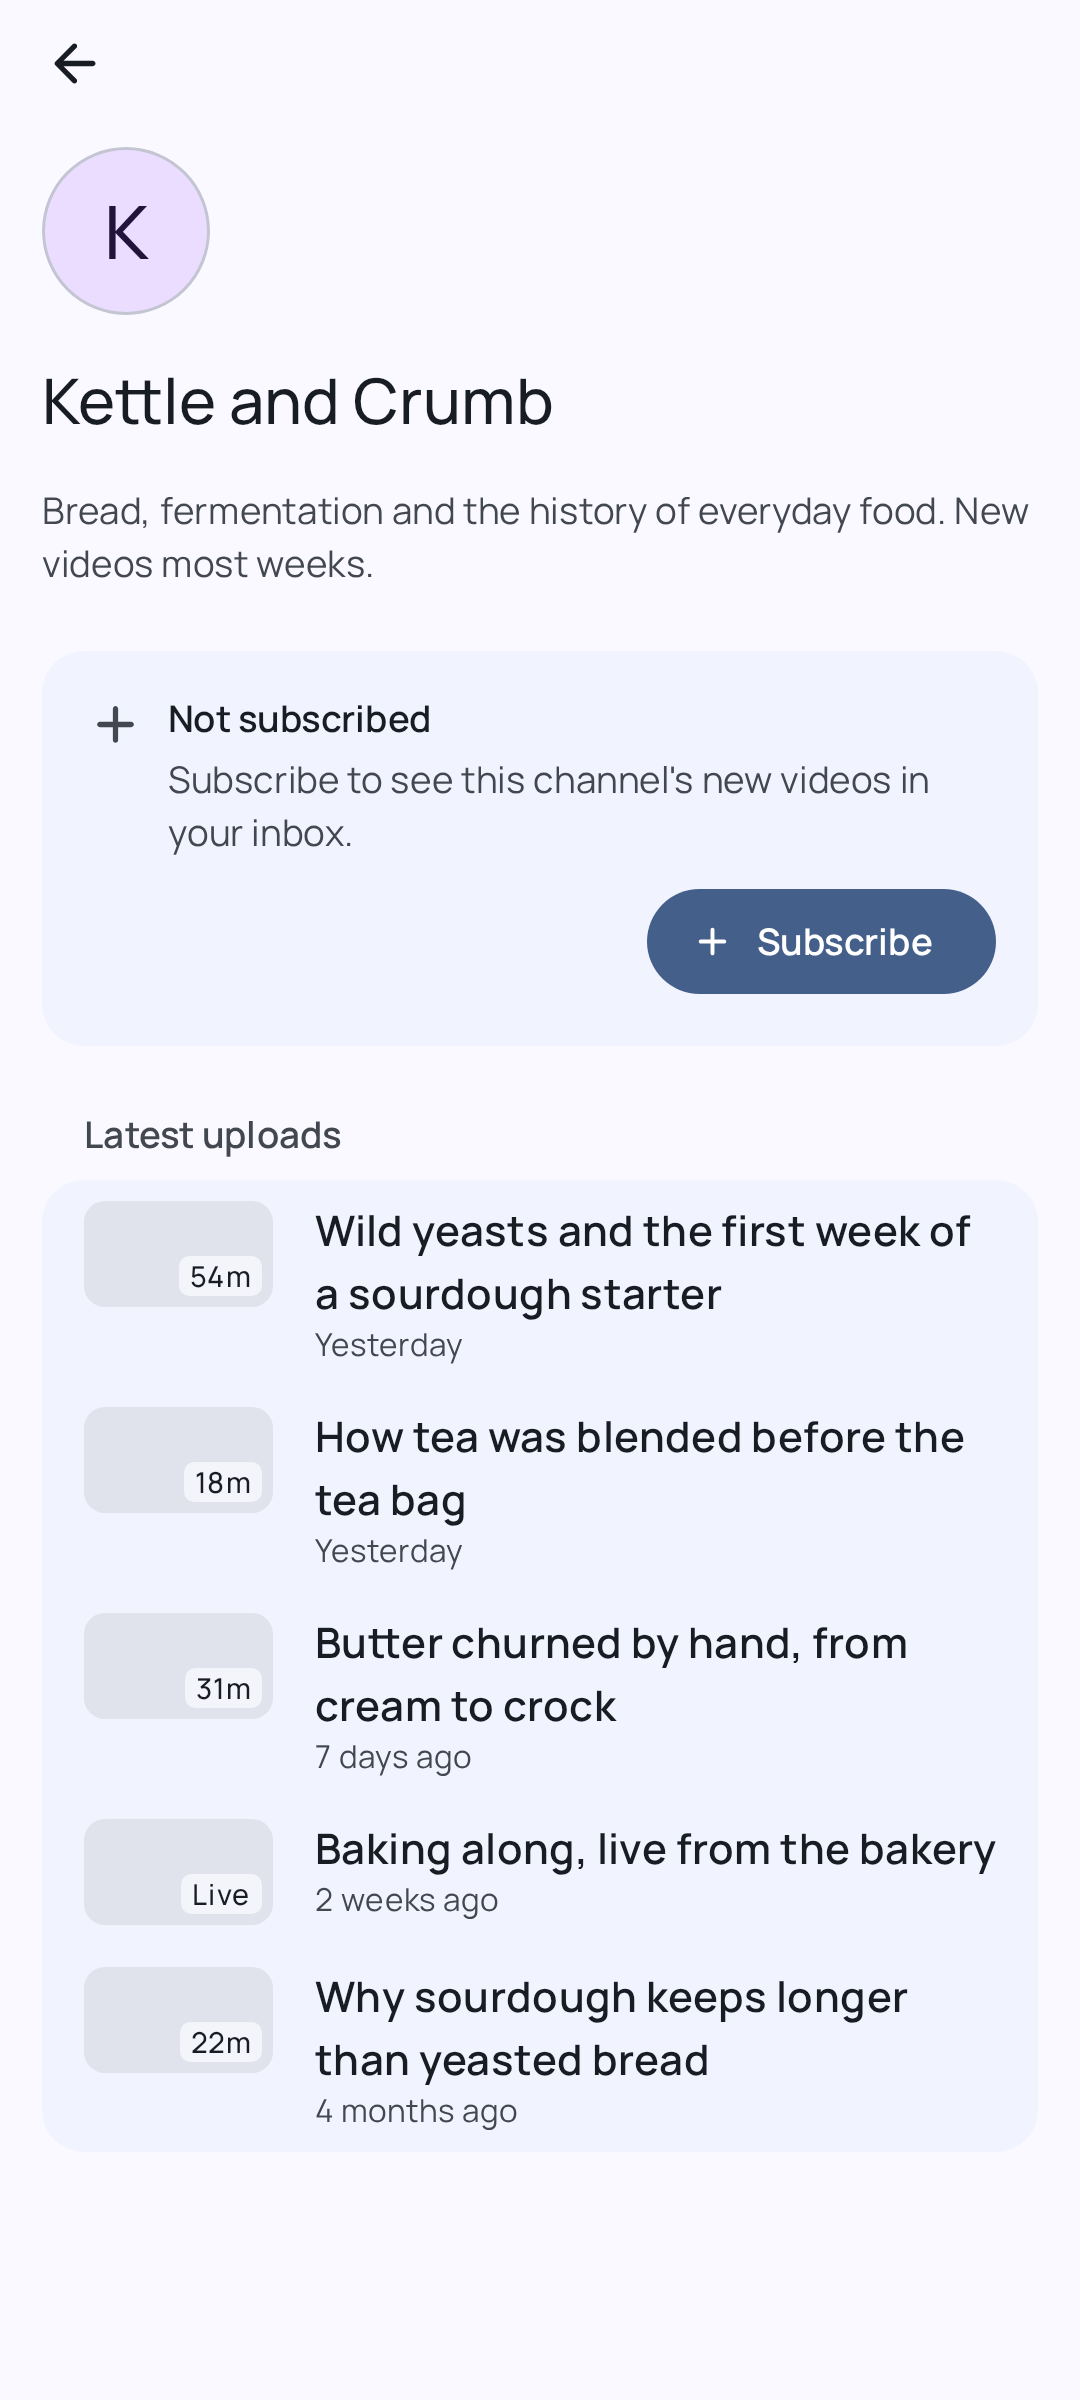 K
Kettle and Crumb
Bread, fermentation and the history of everyday food. New
videos most weeks.
Not subscribed
Subscribe to see this channel's new videos in
your inbox.
Subscribe
Latest uploads
54m
Wild yeasts and the first week of
a sourdough starter
Yesterday
18m
How tea was blended before the
tea bag
Yesterday
31m
Butter churned by hand, from
cream to crock
7 days ago
Live
Baking along, live from the bakery
2 weeks ago
22m
Why sourdough keeps longer
than yeasted bread
4 months ago